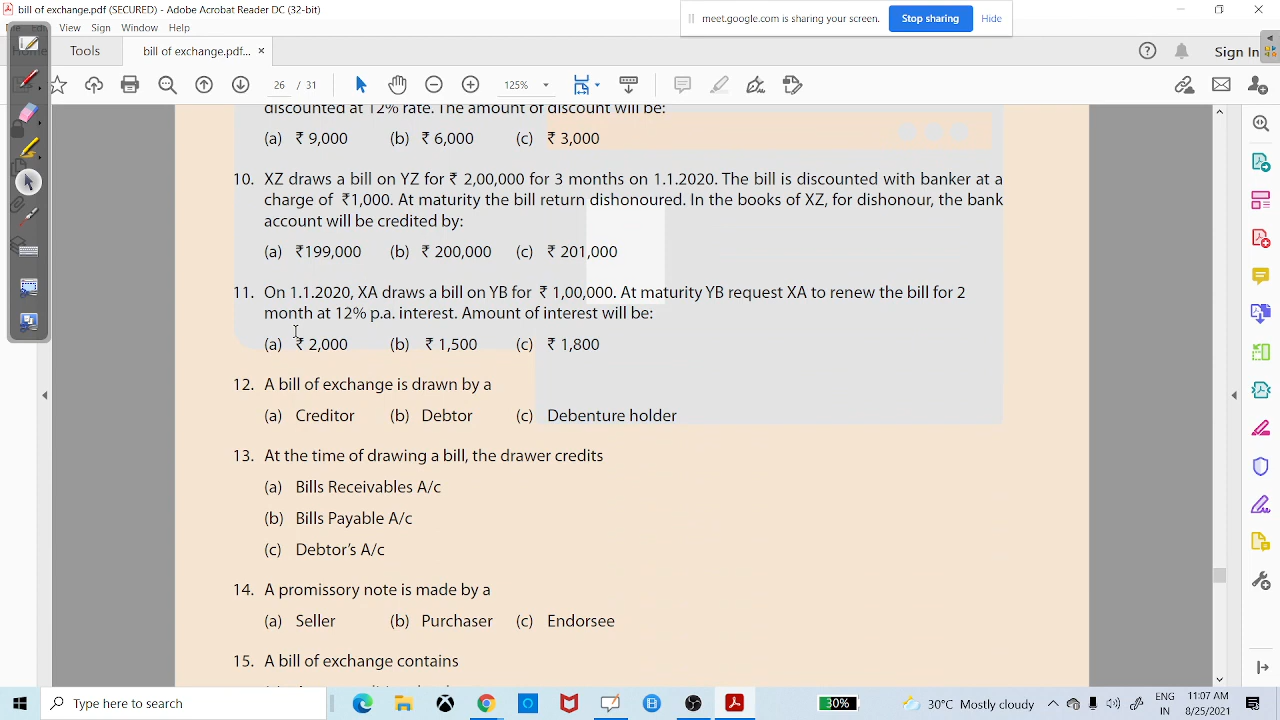 bill of exchange.pdf (SECURED) - Adobe Acrobat Reader DC (32-bit)
meet.google.com is sharing your screen. Stop sharing Hide
View Sign Window Help
Tools bill of exchange.pdf... × Sign In
26 / 31 125%
discounted at 12% rate. The amount of discount will be:
(a) ₹ 9,000 (b) ₹ 6,000 (c) ₹ 3,000
10. XZ draws a bill on YZ for ₹ 2,00,000 for 3 months on 1.1.2020. The bill is discounted with banker at a
charge of ₹1,000. At maturity the bill return dishonoured. In the books of XZ, for dishonour, the bank
account will be credited by:
(a) ₹199,000 (b) ₹ 200,000 (c) ₹ 201,000
11. On 1.1.2020, XA draws a bill on YB for ₹ 1,00,000. At maturity YB request XA to renew the bill for 2
month at 12% p.a. interest. Amount of interest will be:
(a) ₹ 2,000 (b) ₹ 1,500 (c) ₹ 1,800
12. A bill of exchange is drawn by a
(a) Creditor (b) Debtor (c) Debenture holder
13. At the time of drawing a bill, the drawer credits
(a) Bills Receivables A/c
(b) Bills Payable A/c
(c) Debtor's A/c
14. A promissory note is made by a
(a) Seller (b) Purchaser (c) Endorsee
15. A bill of exchange contains
Type here to search 30% 30°C Mostly cloudy ENG 11:07 AM
IN 8/25/2021